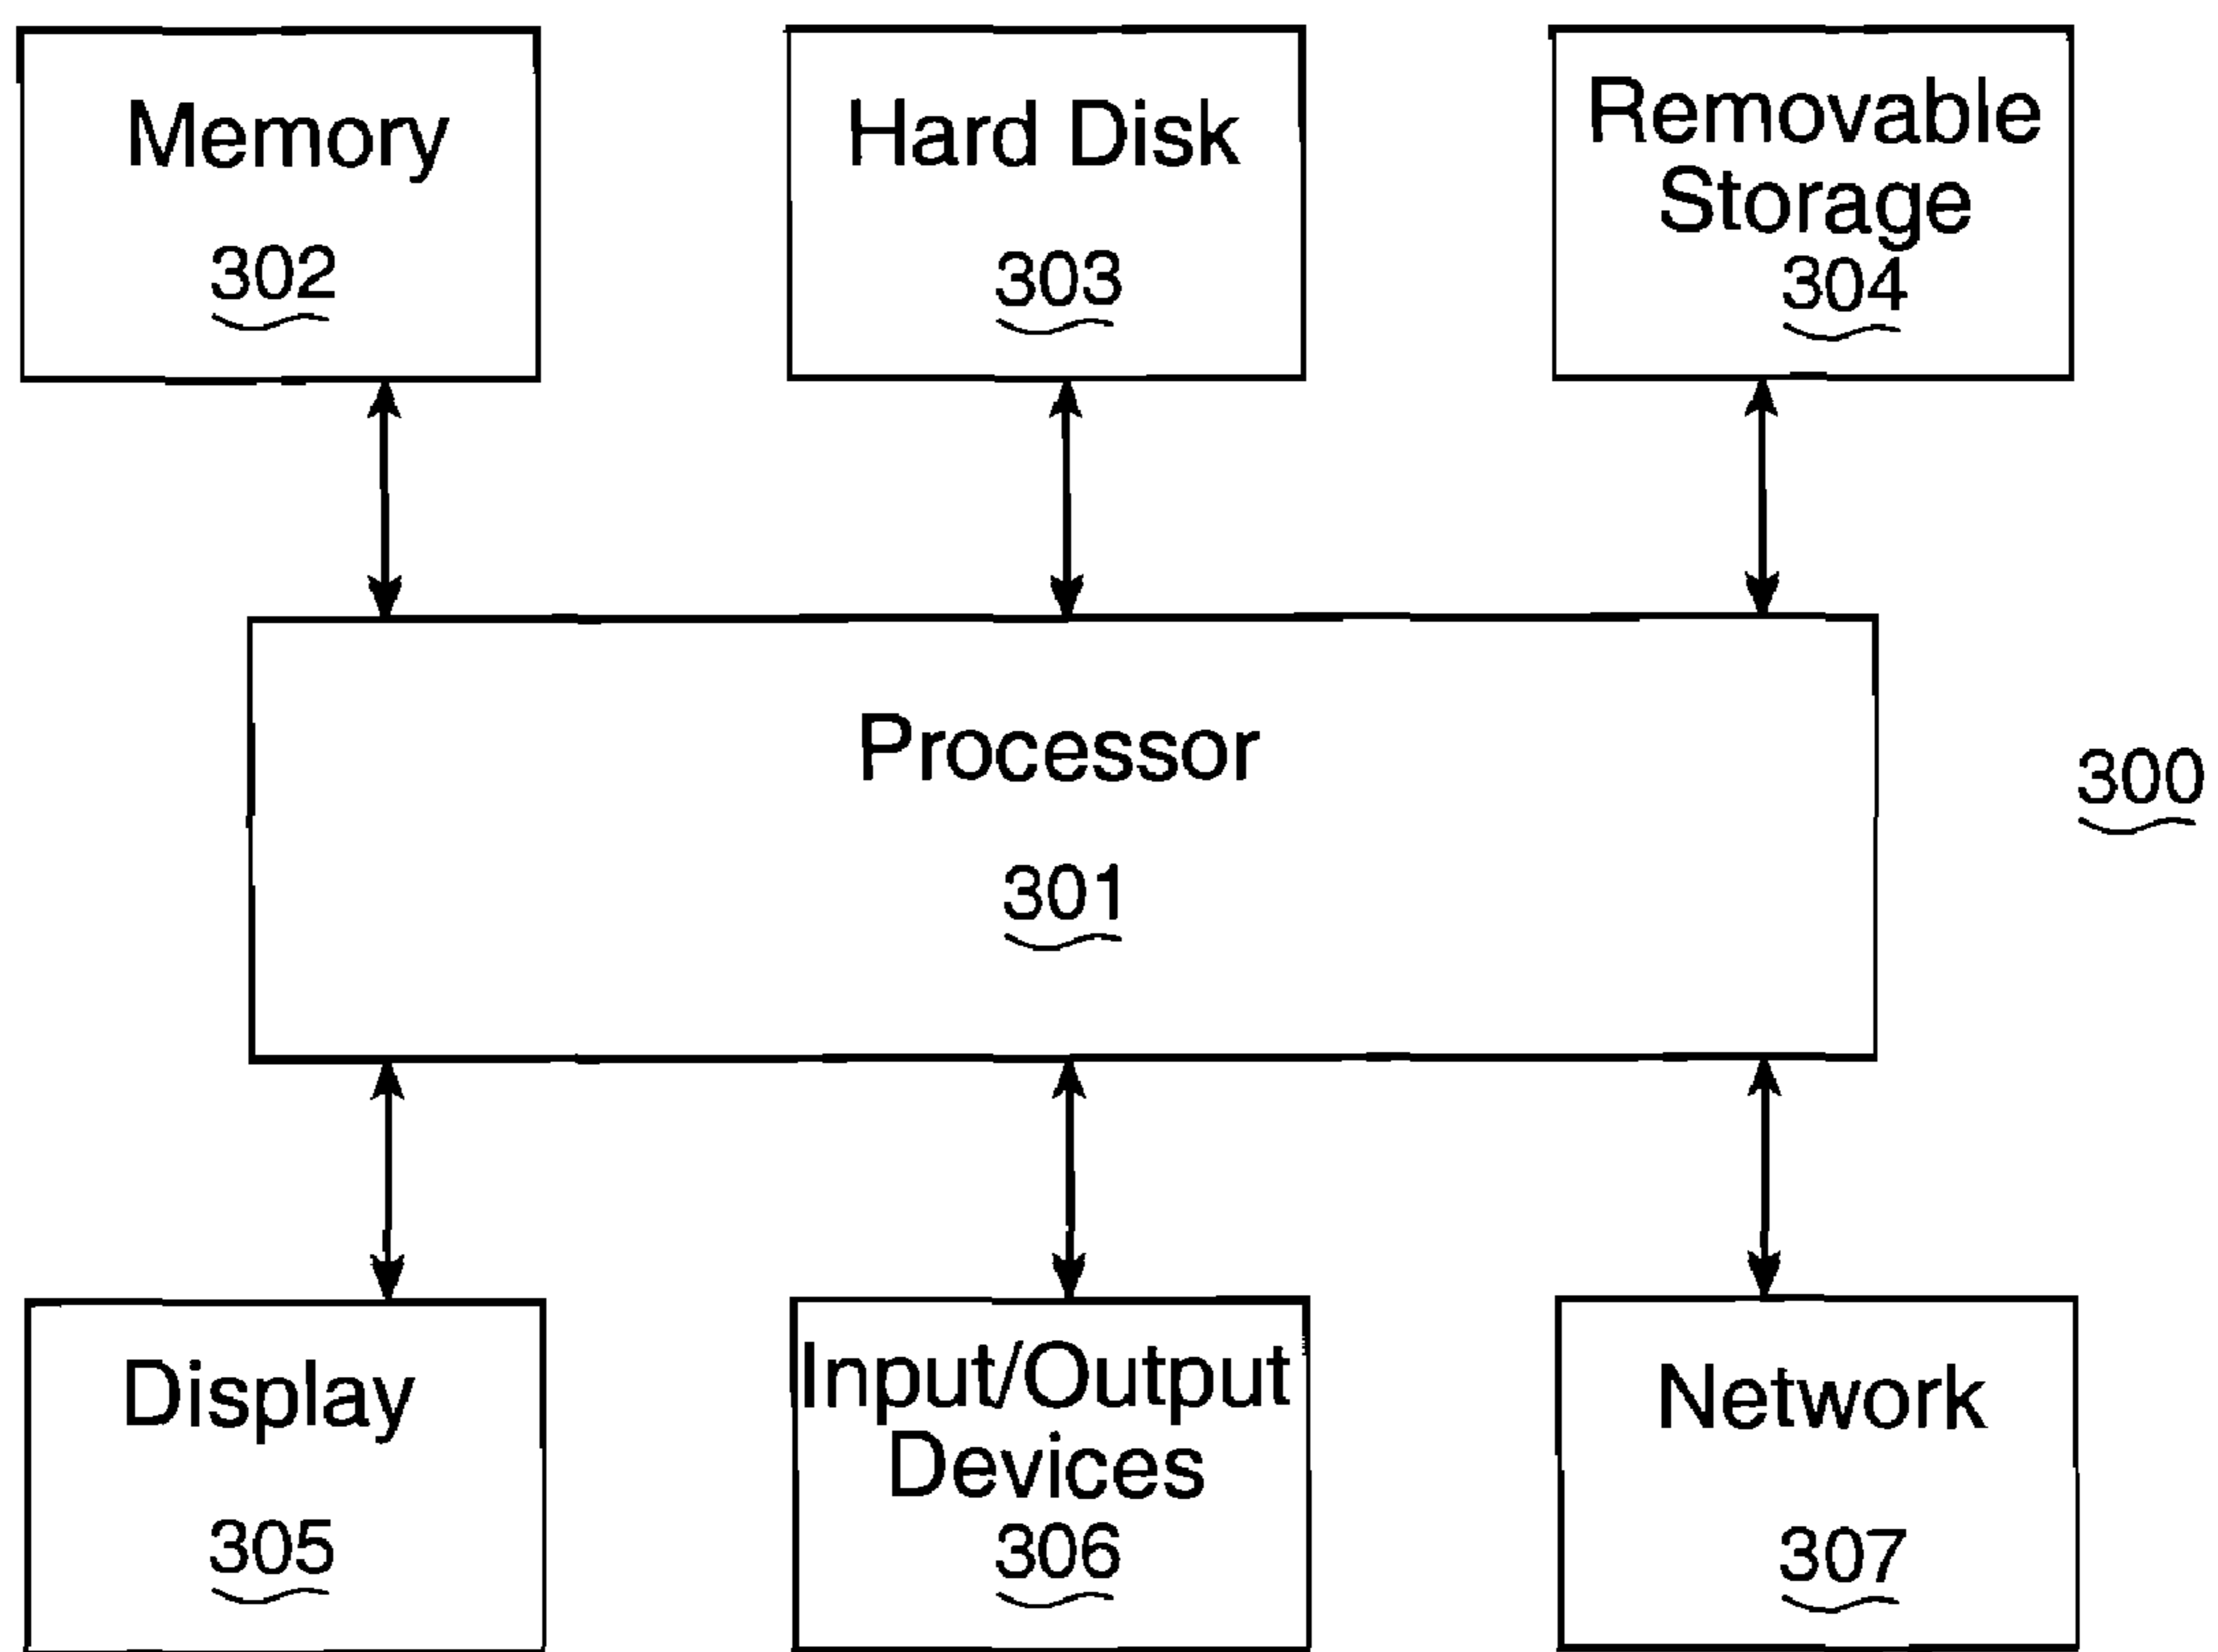 Memory
302
Hard Disk
303
Removable
Storage
304
Processor
301
300
Display
305
Input/Output
Devices
306
Network
307